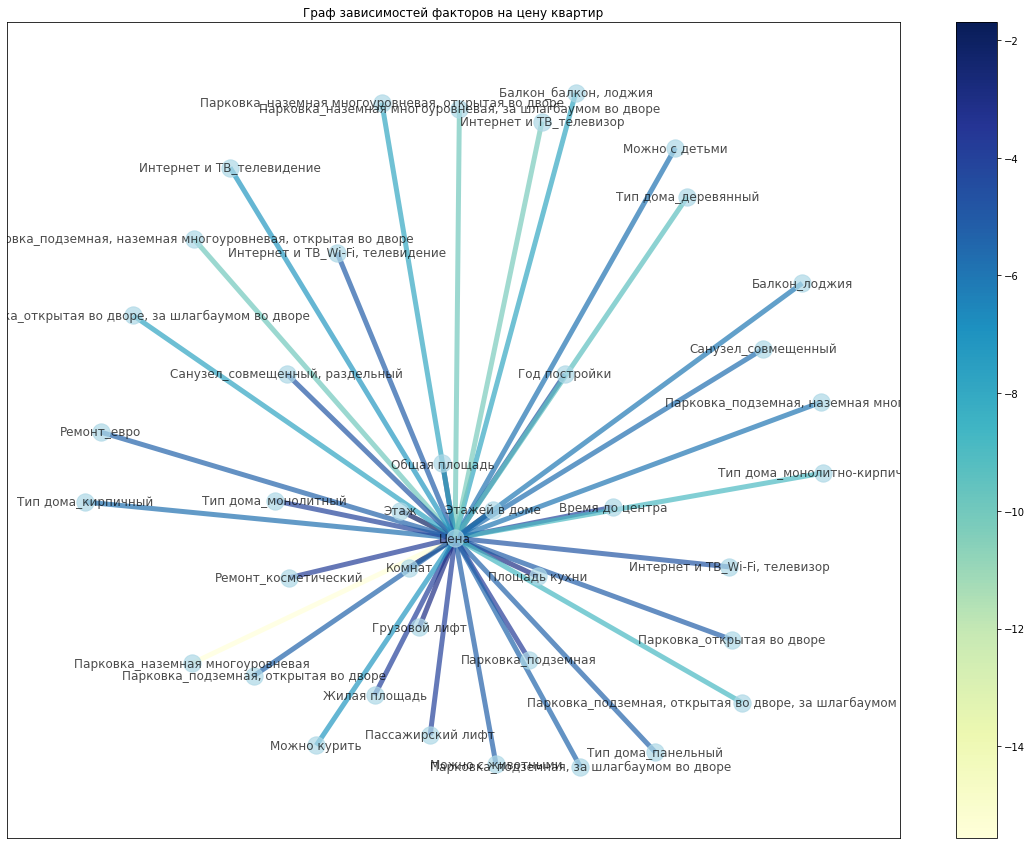 Граф зависимостей факторов на цену квартир
Балкон_балкон, лоджия
Парковка_наземная многоуровневая, открытая во дворе
Парковка_наземная многоуровневая, за шлагбаумом во дворе
Интернет и ТВ_телевизор
Можно с детьми
Интернет и ТВ_телевидение
Тип дома_деревянный
овка_подземная, наземная многоуровневая, открытая во дворе
Интернет и ТВ_Wi-Fi, телевидение
Балкон_лоджия
ка_открытая во дворе, за шлагбаумом во дворе
Санузел_совмещенный
Санузел_совмещенный, раздельный
Год постройки
Парковка_подземная, наземная мног
Ремонт_евро
Общая площадь
Тип дома_монолитно-кирпич
Тип дома_кирпичный
Тип дома_монолитный
Этаж
Этажей в доме
Время до центра
Цена
Комнат
Интернет и ТВ_Wi-Fi, телевизор
Ремонт_косметический
Площадь кухни
Грузовой лифт
Парковка_открытая во дворе
Парковка_наземная многоуровневая
Парковка_подземная
Парковка_подземная, открытая во дворе
Жилая площадь
Парковка_подземная, открытая во дворе, за шлагбаумом
Пассажирский лифт
Можно курить
Тип дома_панельный
Можно с животными
Парковка_подземная, за шлагбаумом во дворе
−2
−4
−6
−8
−10
−12
−14